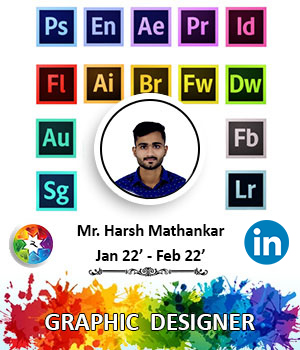 Ps En Ae Pr Id
Fl Ai Br Fw Dw
Au Fb
Sg Lr
Mr. Harsh Mathankar
in
Jan 22’ - Feb 22’
GRAPHIC DESIGNER